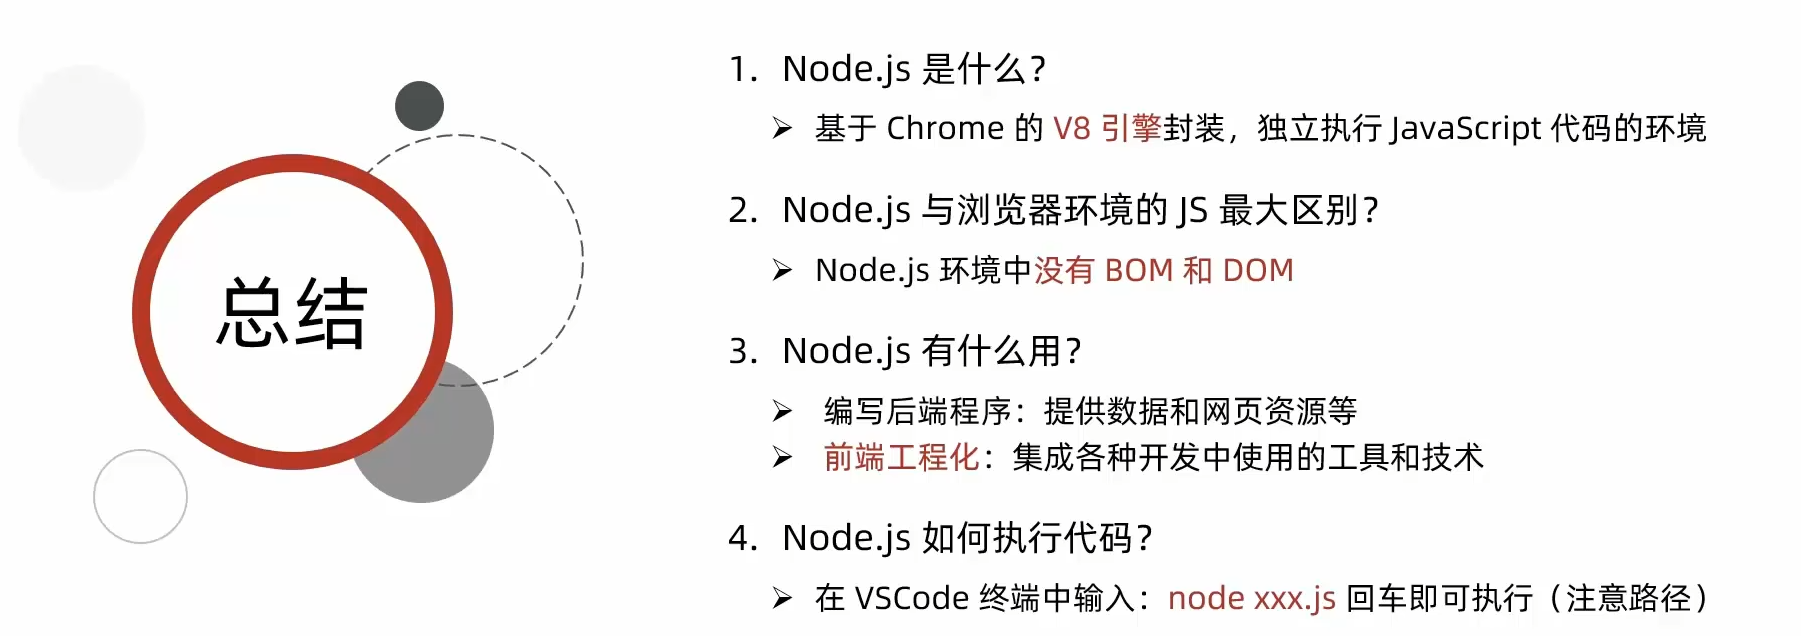 总结
1. Node.js 是什么？
➢ 基于 Chrome 的 V8 引擎封装，独立执行 JavaScript 代码的环境
2. Node.js 与浏览器环境的 JS 最大区别？
➢ Node.js 环境中没有 BOM 和 DOM
3. Node.js 有什么用？
➢ 编写后端程序：提供数据和网页资源等
➢ 前端工程化：集成各种开发中使用的工具和技术
4. Node.js 如何执行代码？
➢ 在 VSCode 终端中输入：node xxx.js 回车即可执行（注意路径）